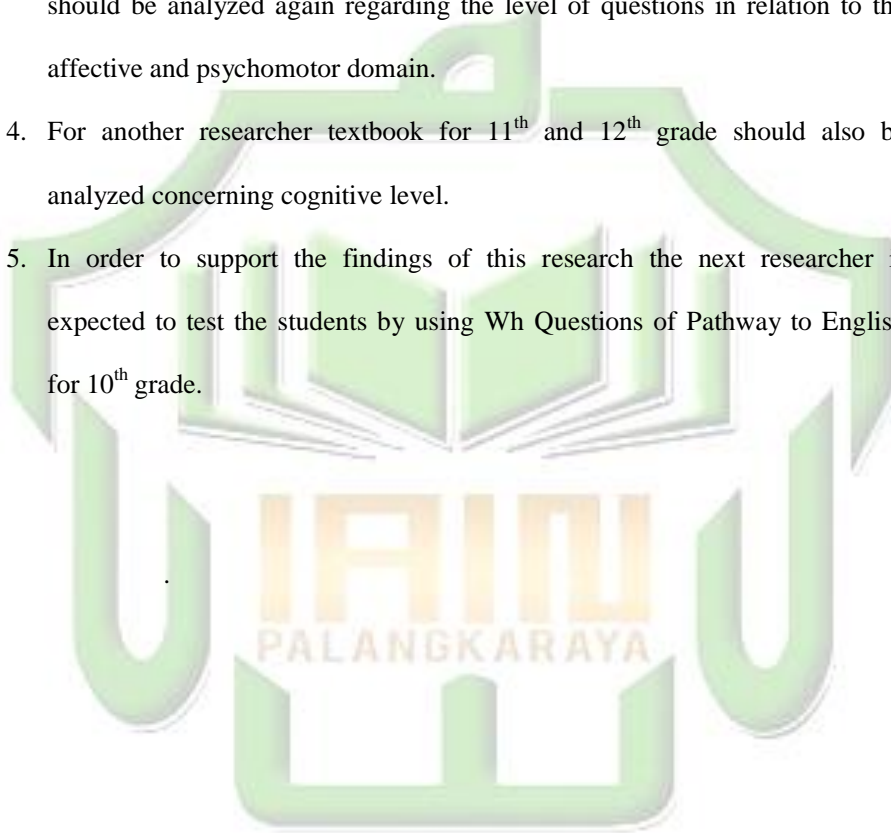 should be analyzed again regarding the level of questions in relation to th
affective and psychomotor domain.
4. For another researcher textbook for 11th and 12th grade should also b
analyzed concerning cognitive level.
5. In order to support the findings of this research the next researcher i
expected to test the students by using Wh Questions of Pathway to Englis
for 10th grade.
.
IAIN
PALANGKARAYA